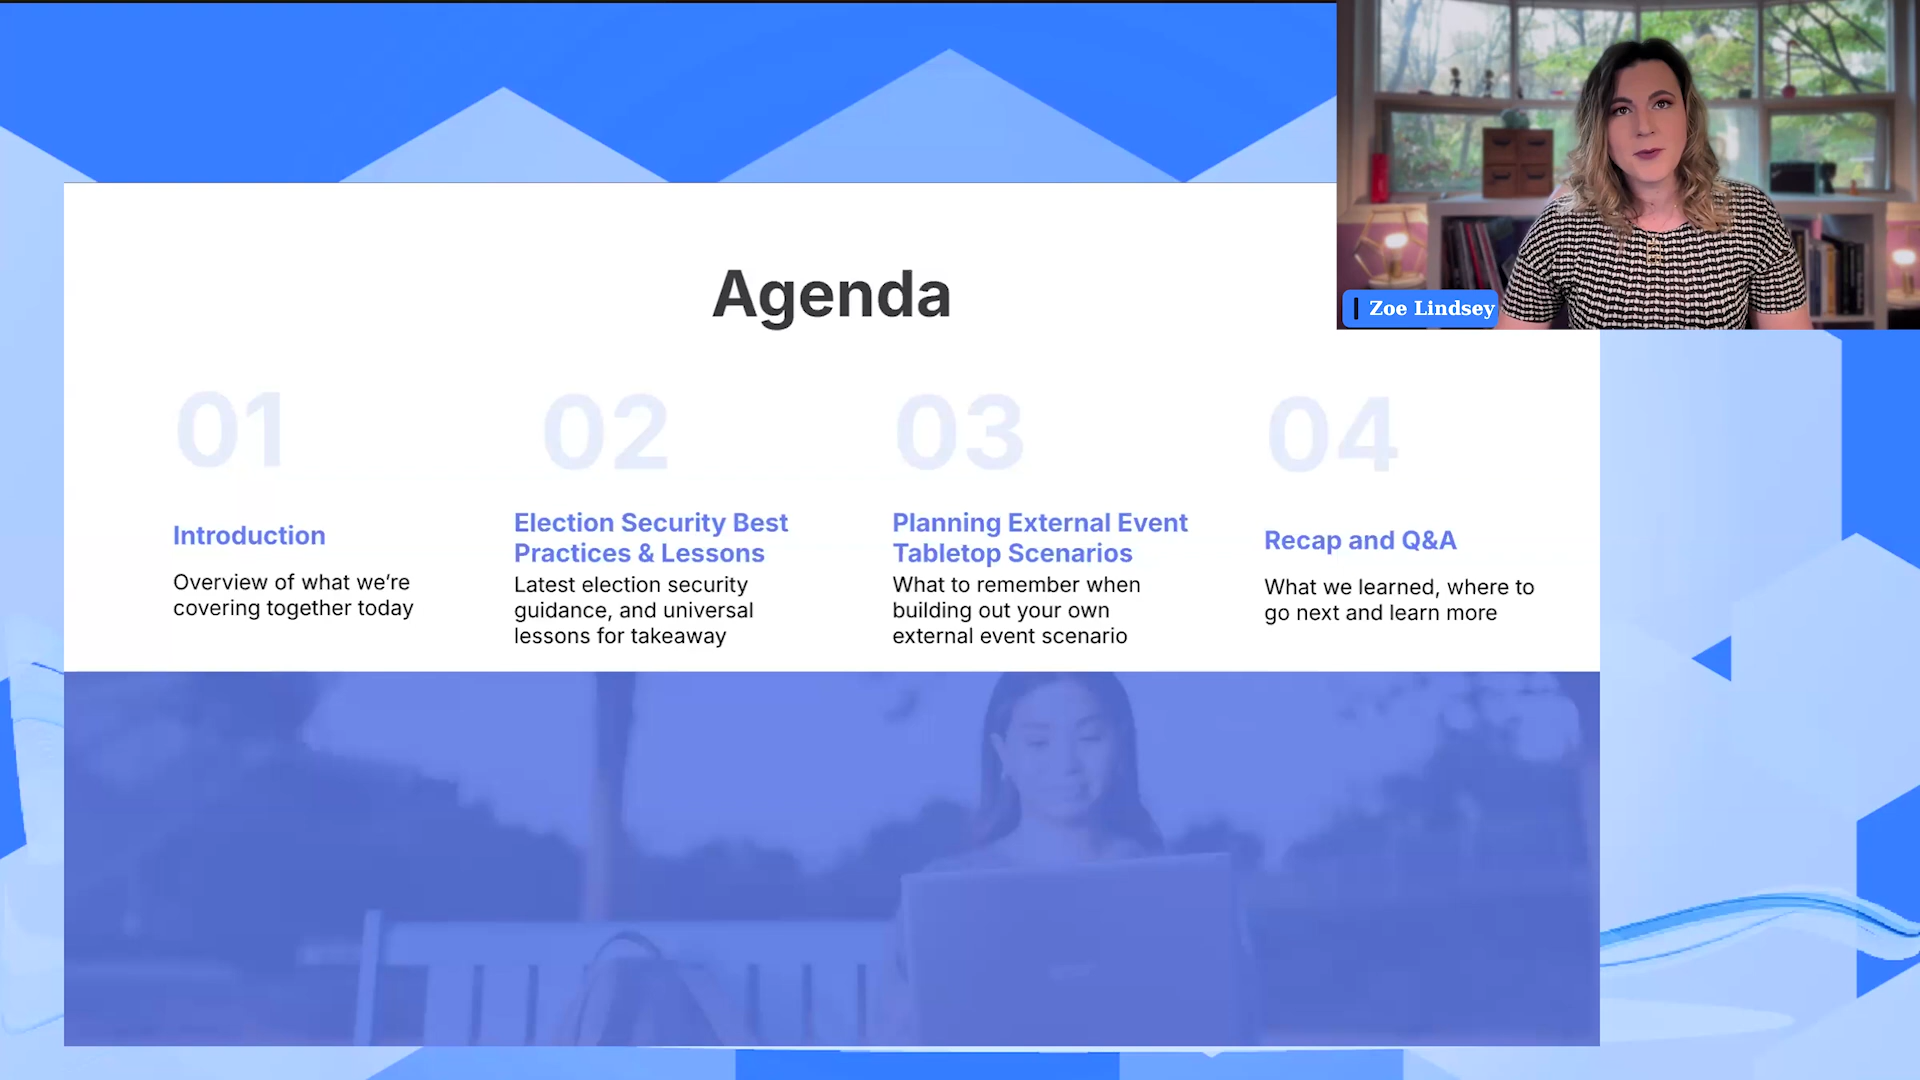 Agenda
01
Introduction
Overview of what we’re
covering together today
02
Election Security Best
Practices & Lessons
Latest election security
guidance, and universal
lessons for takeaway
03
Planning External Event
Tabletop Scenarios
What to remember when
building out your own
external event scenario
04
Recap and Q&A
What we learned, where to
go next and learn more
Zoe Lindsey